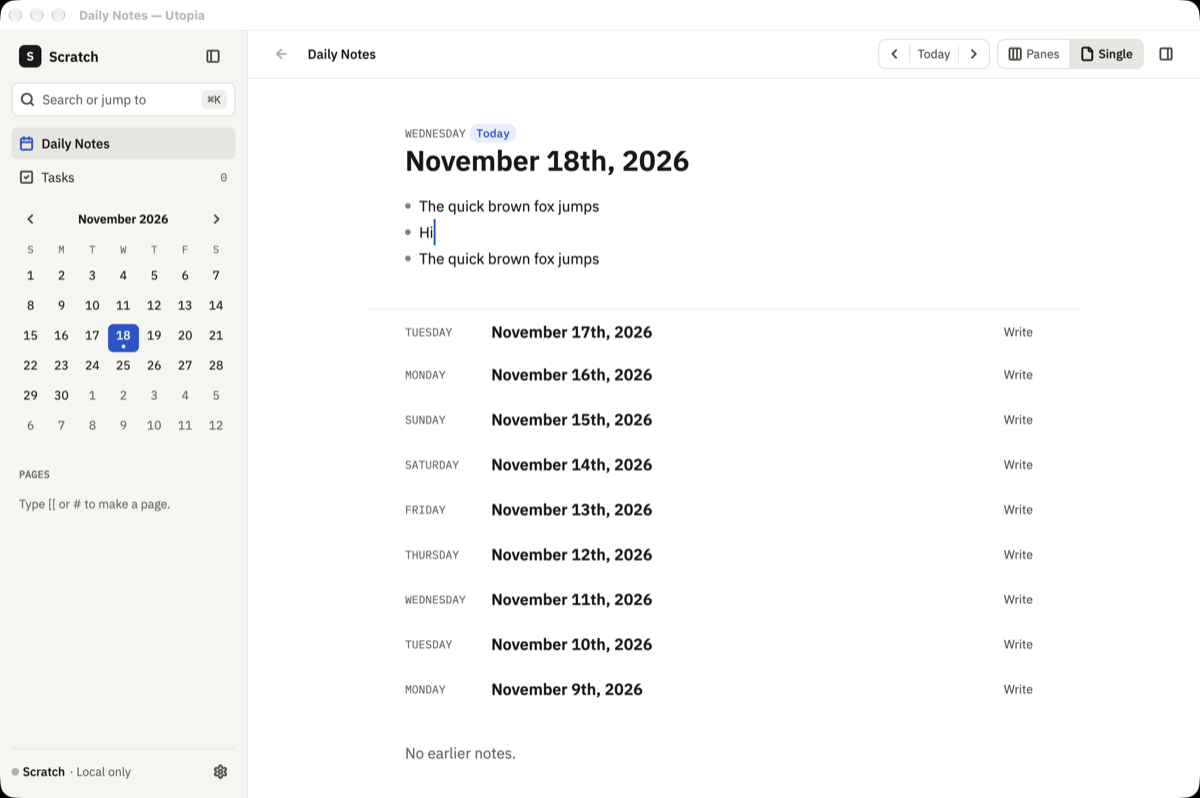 Daily Notes — Utopia
S Scratch
Search or jump to ⌘K
Daily Notes
Tasks 0
November 2026
S M T W T F S
1 2 3 4 5 6 7
8 9 10 11 12 13 14
15 16 17 18 19 20 21
22 23 24 25 26 27 28
29 30 1 2 3 4 5
6 7 8 9 10 11 12
PAGES
Type [[ or # to make a page.
Scratch · Local only
Daily Notes
Today
Panes
Single
WEDNESDAY Today
November 18th, 2026
The quick brown fox jumps
Hi
The quick brown fox jumps
TUESDAY November 17th, 2026 Write
MONDAY November 16th, 2026 Write
SUNDAY November 15th, 2026 Write
SATURDAY November 14th, 2026 Write
FRIDAY November 13th, 2026 Write
THURSDAY November 12th, 2026 Write
WEDNESDAY November 11th, 2026 Write
TUESDAY November 10th, 2026 Write
MONDAY November 9th, 2026 Write
No earlier notes.